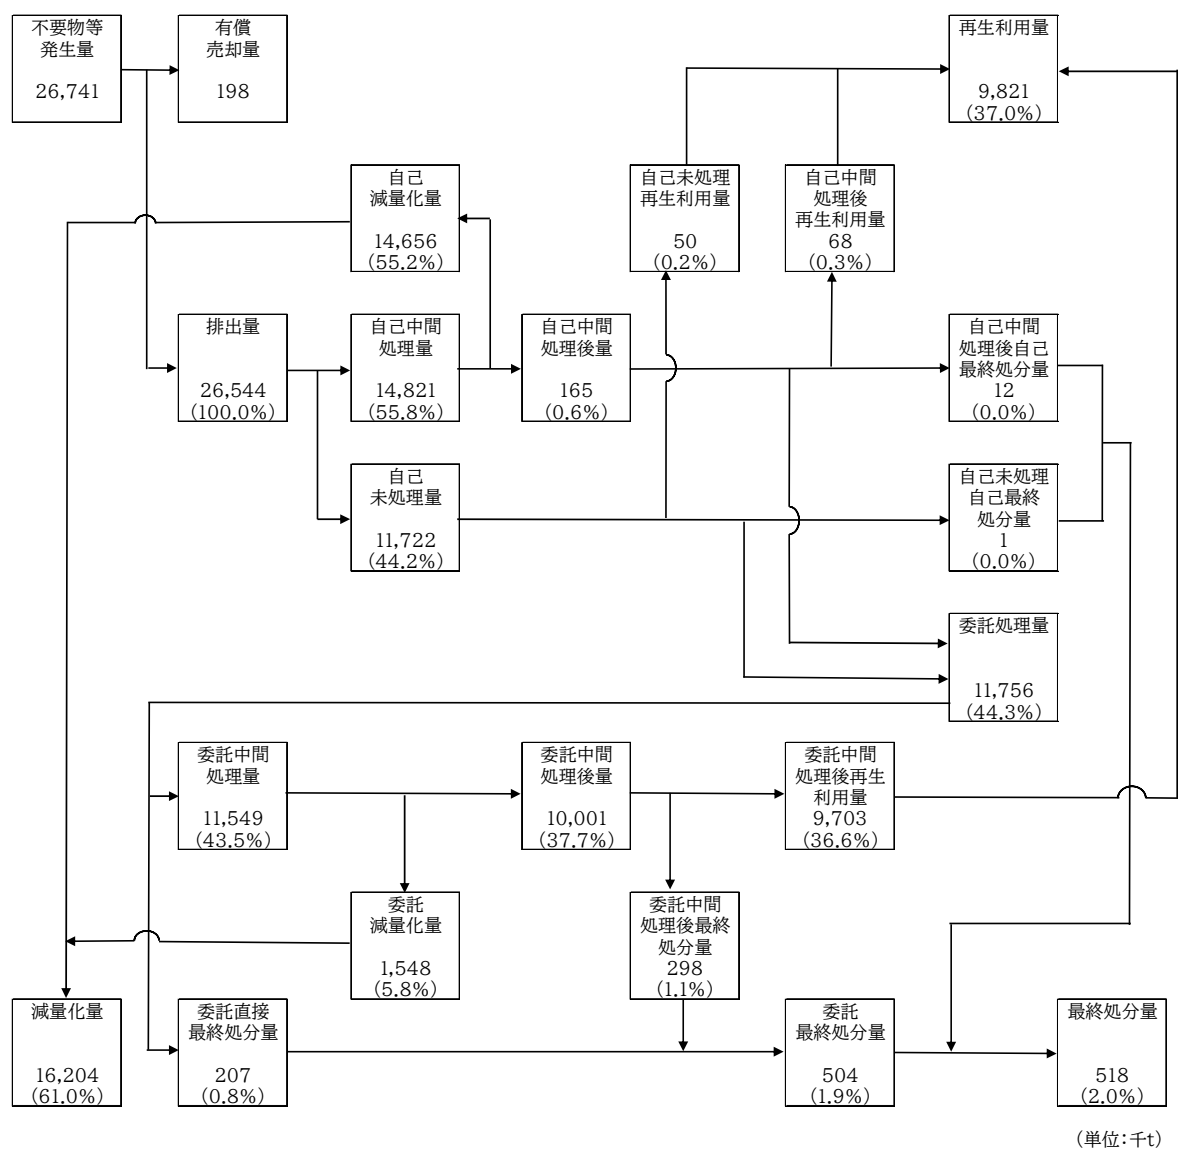 不要物等
発生量
26,741
有償
売却量
198
再生利用量
9,821
(37.0%)
自己
減量化量
14,656
(55.2%)
自己未処理
再生利用量
50
(0.2%)
自己中間
処理後
再生利用量
68
(0.3%)
排出量
26,544
(100.0%)
自己中間
処理量
14,821
(55.8%)
自己中間
処理後量
165
(0.6%)
自己中間
処理後自己
最終処分量
12
(0.0%)
自己
未処理量
11,722
(44.2%)
自己未処理
自己最終
処分量
1
(0.0%)
委託処理量
11,756
(44.3%)
委託中間
処理量
11,549
(43.5%)
委託中間
処理後量
10,001
(37.7%)
委託中間
処理後再生
利用量
9,703
(36.6%)
委託
減量化量
1,548
(5.8%)
委託中間
処理後最終
処分量
298
(1.1%)
減量化量
16,204
(61.0%)
委託直接
最終処分量
207
(0.8%)
委託
最終処分量
504
(1.9%)
最終処分量
518
(2.0%)
(単位:千t)